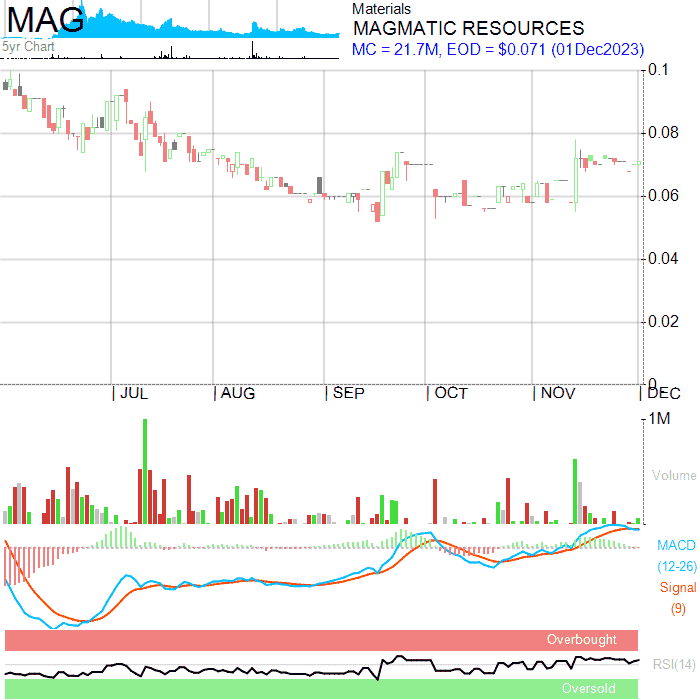 MAG
5yr Chart
Materials
MAGMATIC RESOURCES
MC = 21.7M, EOD = $0.071 (01Dec2023)
0.1
0.08
0.06
0.04
0.02
0
JUL AUG SEP OCT NOV DEC
1M
Volume
MACD
(12-26)
Signal
(9)
Overbought
RSI(14)
Oversold